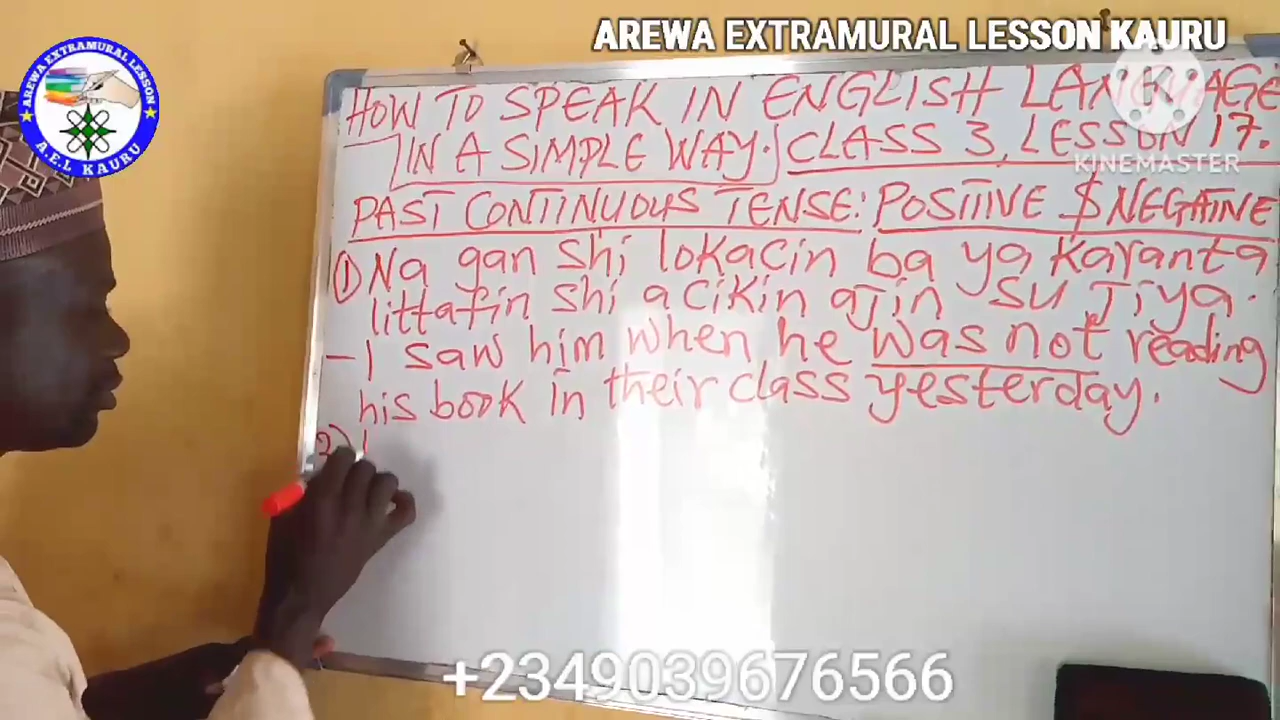 AREWA EXTRAMURAL LESSON KAURU
AREWA EXTRAMURAL LESSON
A.E.L KAURU
K
KINEMASTER
HOW TO SPEAK IN ENGLISH LANGUAGE
IN A SIMPLE WAY. CLASS 3, LESSON 17.
PAST CONTINUOUS TENSE: POSITIVE $ NEGATIVE
① Na gan shi lokacin ba ya karanta
littafin shi a cikin ajin su jiya.
- I saw him when he was not reading
his book in their class yesterday.
2)
+2349039676566